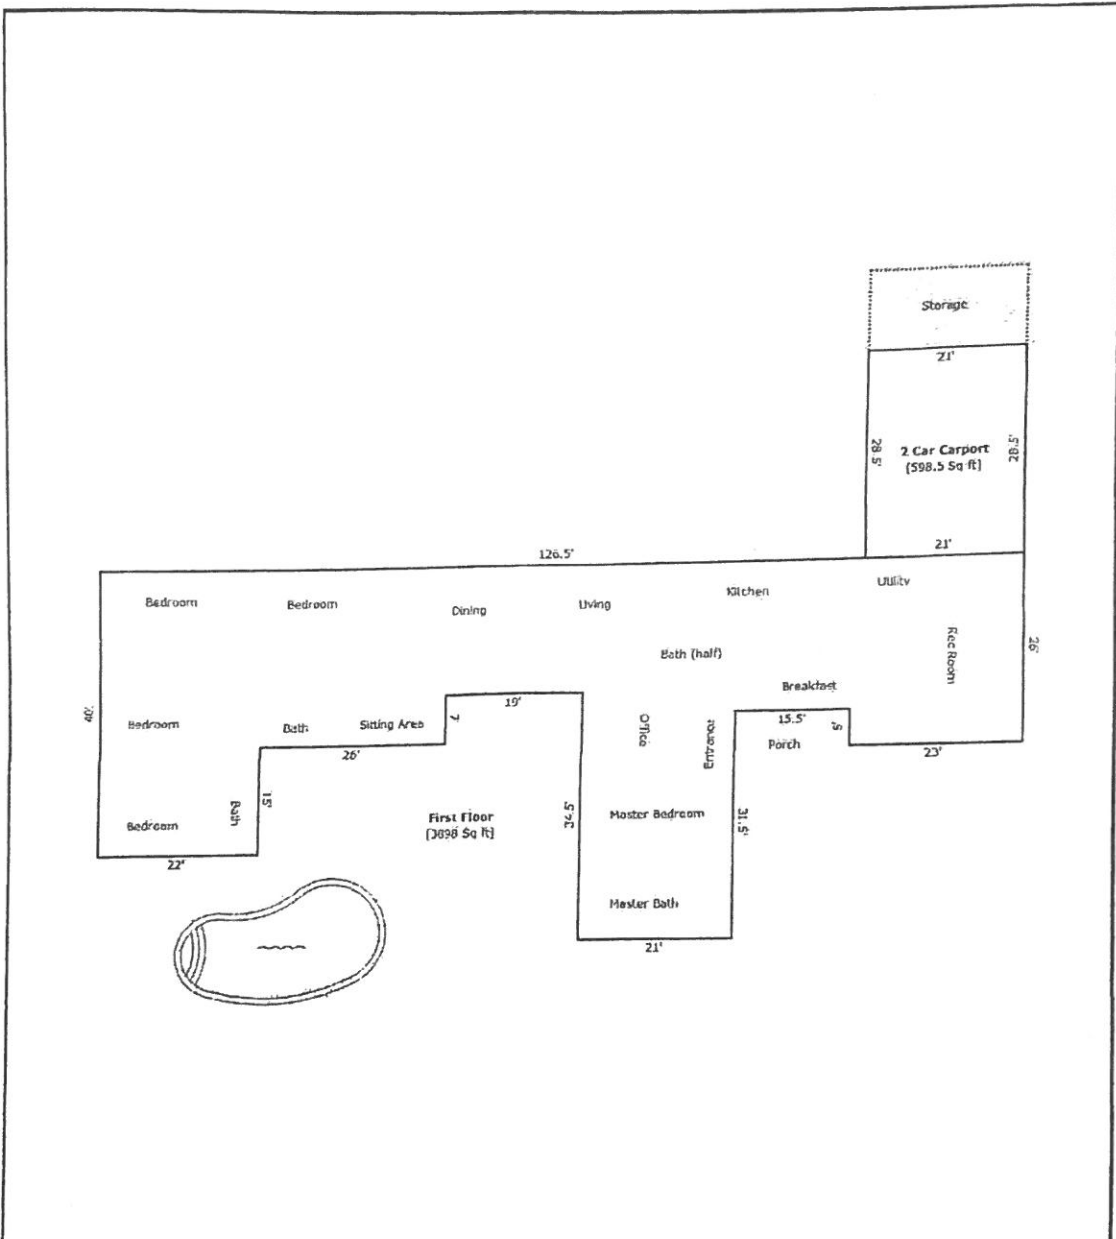 Storage
21'
28.5'
2 Car Carport
[598.5 Sq ft]
28.5'
21'
126.5'
Bedroom
Bedroom
Dining
Living
Kitchen
Utility
Bath (half)
Rec Room
26'
Breakfast
40'
Bedroom
Bath
Sitting Area
7'
19'
Office
Entrance
15.5'
5'
Porch
26'
23'
15'
Bath
Bedroom
First Floor
[3898 Sq ft]
34.5'
Master Bedroom
31.5'
22'
Master Bath
21'